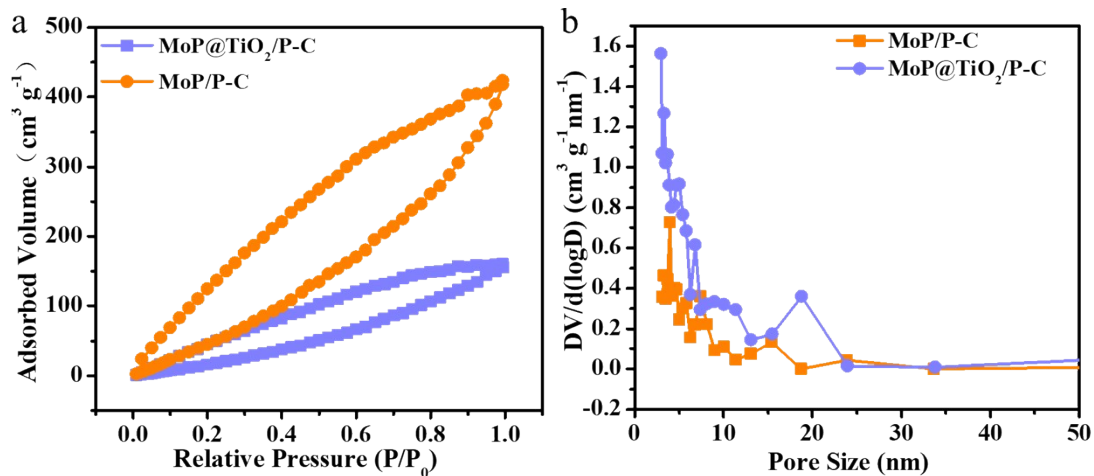 a
MoP@TiO₂/P-C
MoP/P-C
Adsorbed Volume (cm³ g⁻¹)
500
400
300
200
100
0
0.0 0.2 0.4 0.6 0.8 1.0
Relative Pressure (P/P₀)
b
MoP/P-C
MoP@TiO₂/P-C
DV/d(logD) (cm³ g⁻¹nm⁻¹)
1.6
1.4
1.2
1.0
0.8
0.6
0.4
0.2
0.0
-0.2
0 10 20 30 40 50
Pore Size (nm)